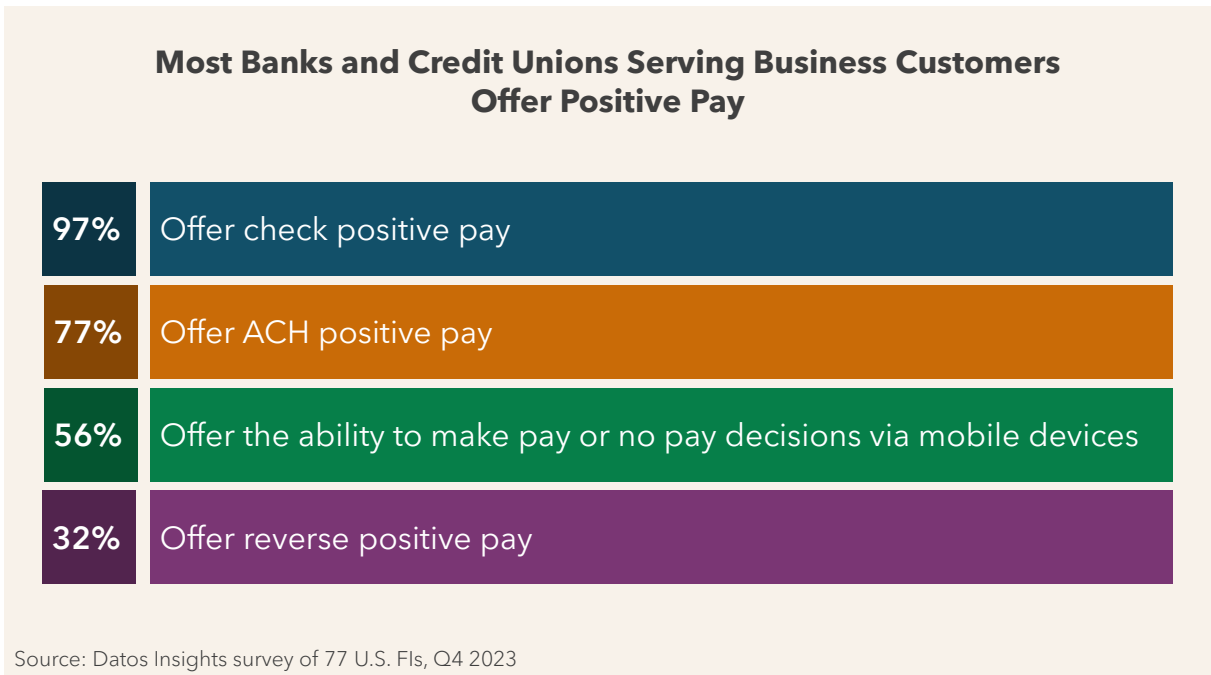 Most Banks and Credit Unions Serving Business Customers
Offer Positive Pay
97% Offer check positive pay
77% Offer ACH positive pay
56% Offer the ability to make pay or no pay decisions via mobile devices
32% Offer reverse positive pay
Source: Datos Insights survey of 77 U.S. FIs, Q4 2023